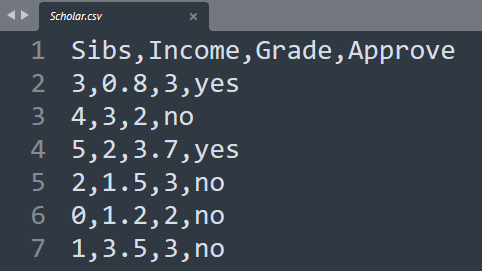 Scholar.csv ×
1 Sibs,Income,Grade,Approve
2 3,0.8,3,yes
3 4,3,2,no
4 5,2,3.7,yes
5 2,1.5,3,no
6 0,1.2,2,no
7 1,3.5,3,no